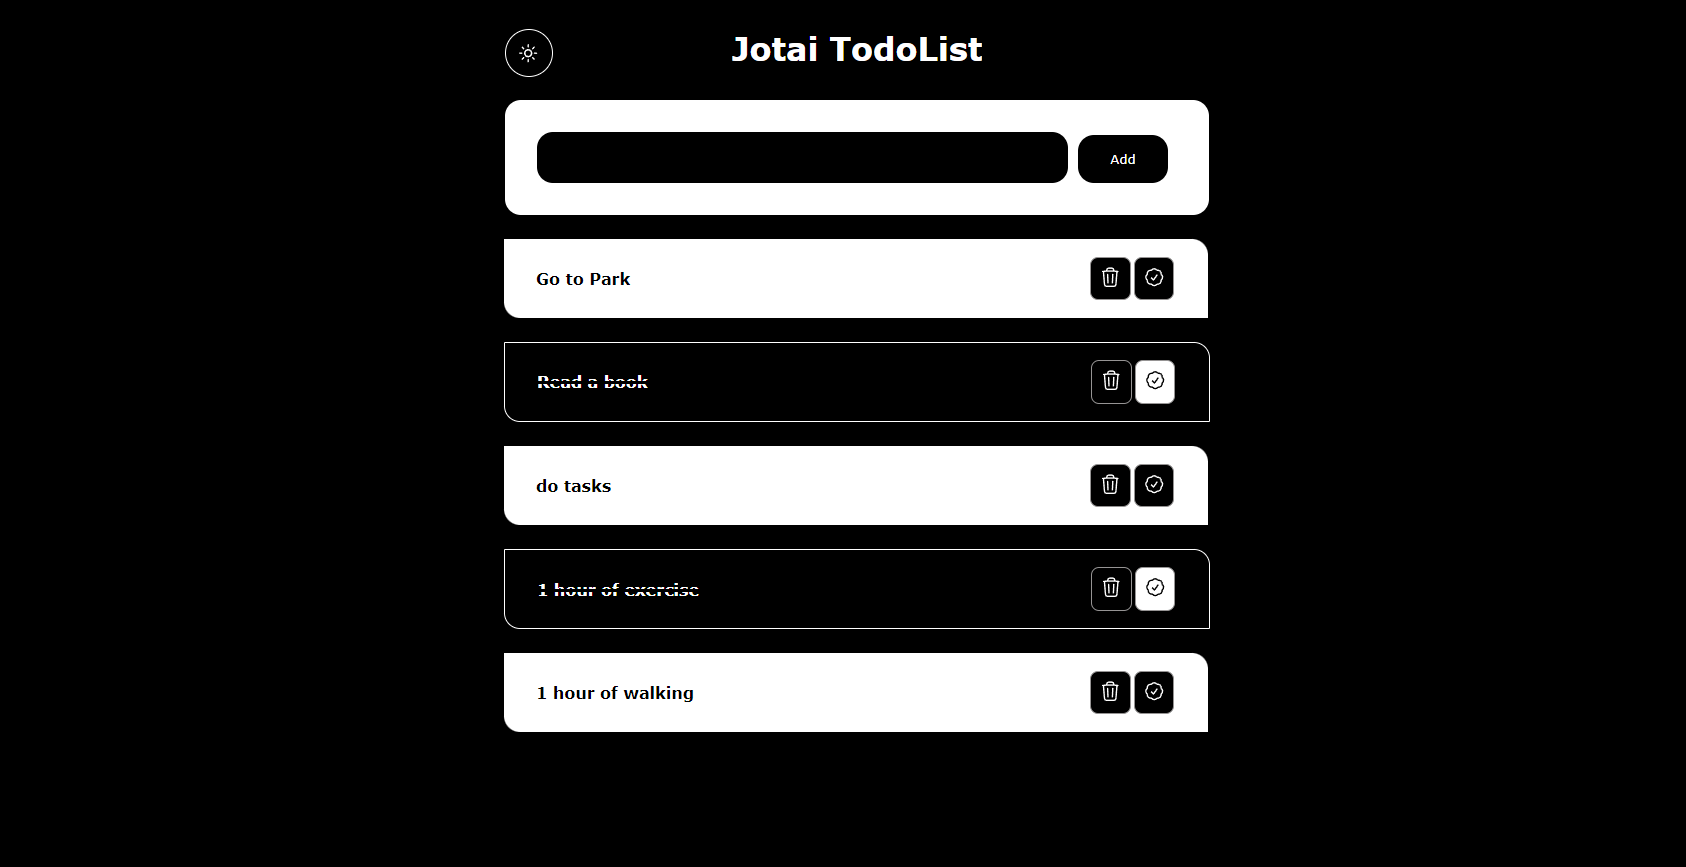 Jotai TodoList
Add
Go to Park
Read a book
do tasks
1 hour of exercise
1 hour of walking